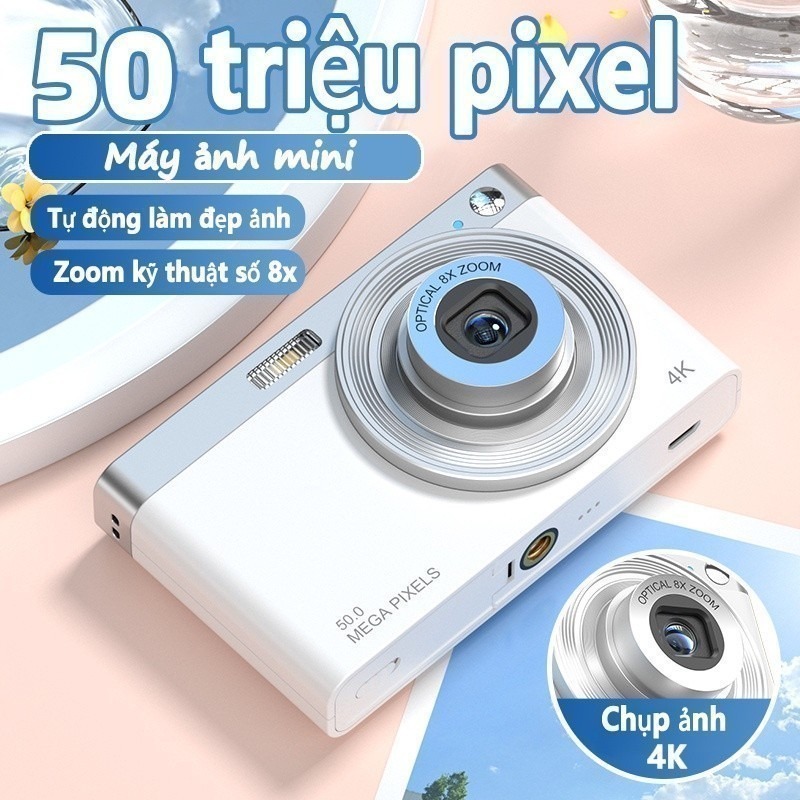 50 triệu pixel
Máy ảnh mini
Tự động làm đẹp ảnh
Zoom kỹ thuật số 8x
OPTICAL 8X ZOOM
4K
50.0
MEGA PIXELS
OPTICAL 8X ZOOM
Chụp ảnh
4K